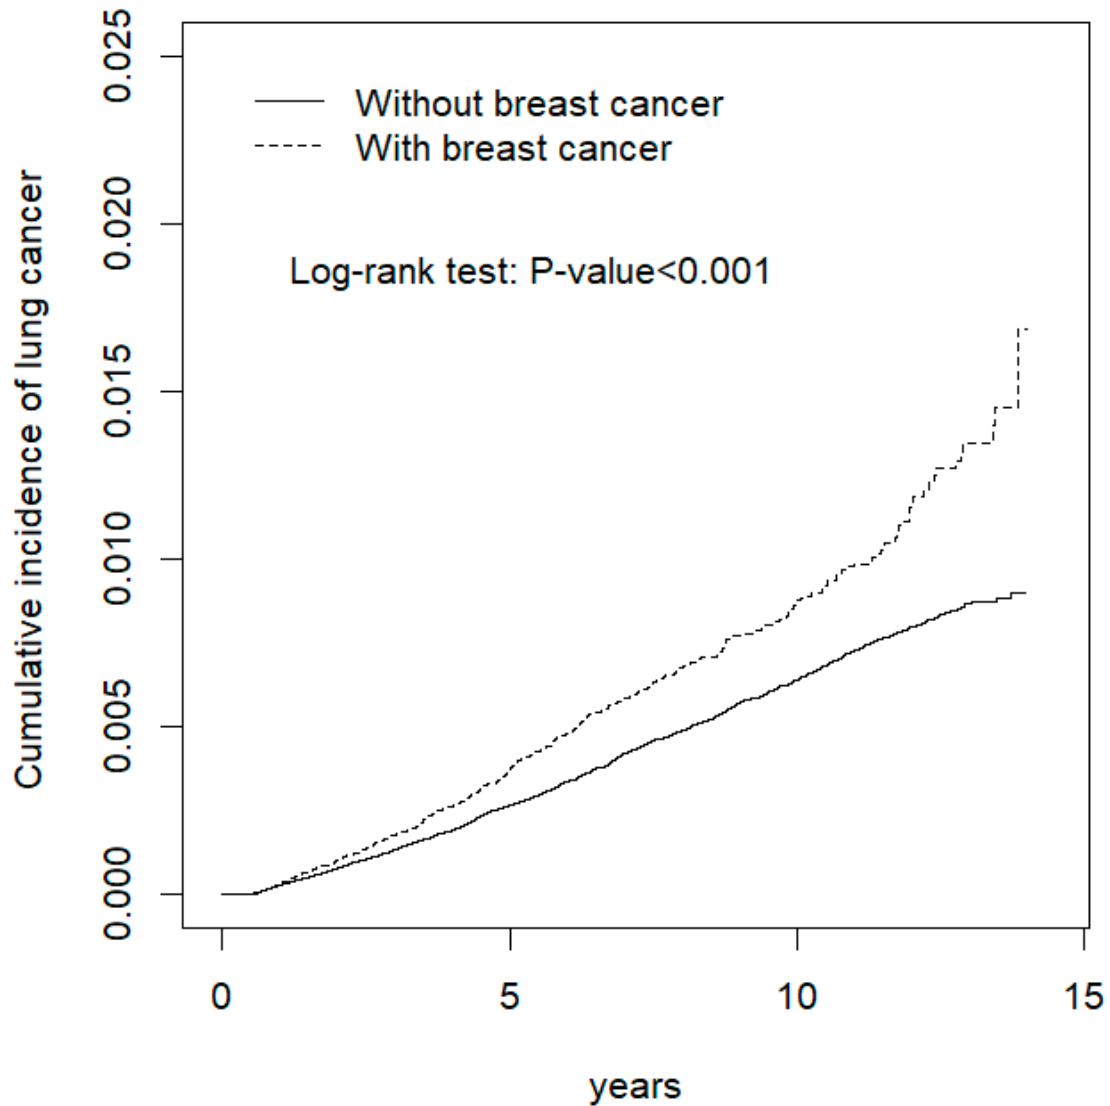 Without breast cancer
With breast cancer
Log-rank test: P-value<0.001
Cumulative incidence of lung cancer
0.025
0.020
0.015
0.010
0.005
0.000
0
5
10
15
years